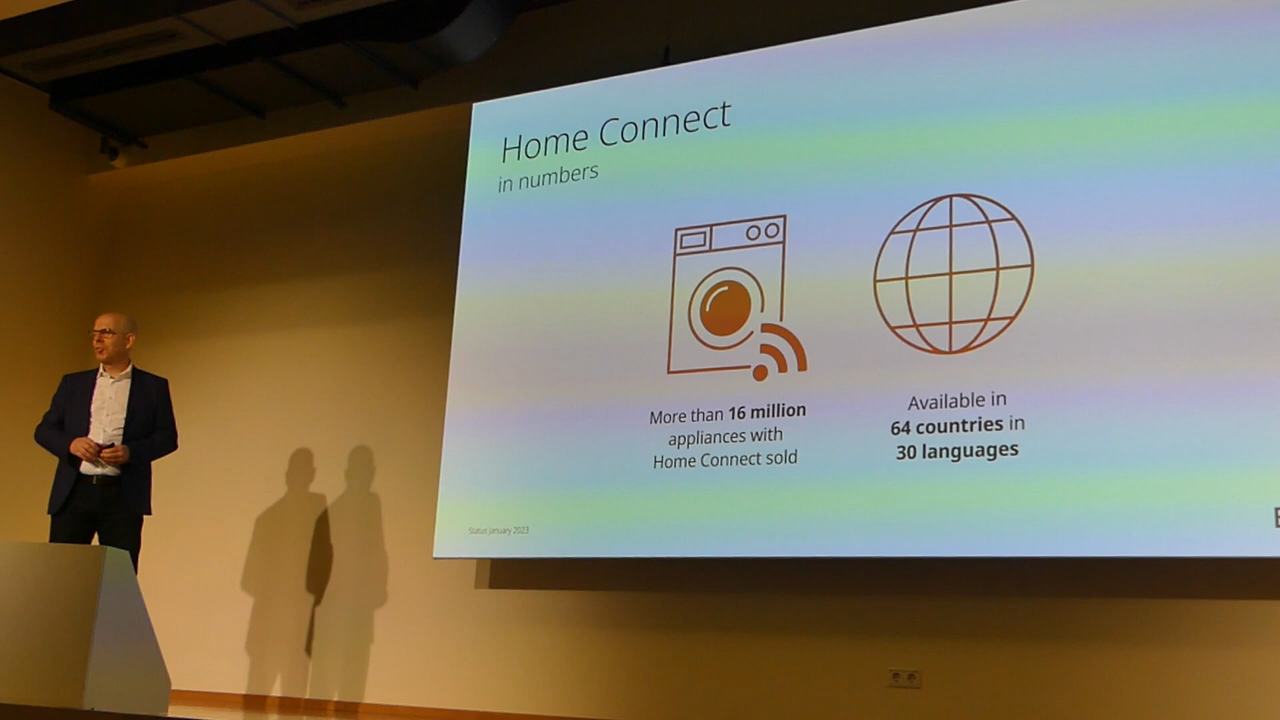 Home Connect
in numbers
More than 16 million
appliances with
Home Connect sold
Available in
64 countries in
30 languages
Status January 2023